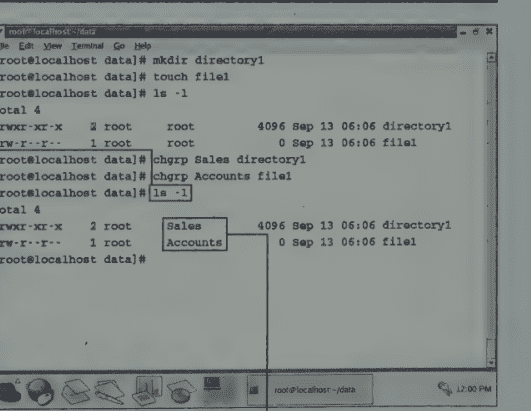 root@localhost:~/data
File Edit View Terminal Go Help
root@localhost data]# mkdir directory1
root@localhost data]# touch file1
root@localhost data]# ls -l
otal 4
rwxr-xr-x 2 root root 4096 Sep 13 06:06 directory1
rw-r--r-- 1 root root 0 Sep 13 06:06 file1
root@localhost data]# chgrp Sales directory1
root@localhost data]# chgrp Accounts file1
root@localhost data]# ls -l
otal 4
rwxr-xr-x 2 root Sales 4096 Sep 13 06:06 directory1
rw-r--r-- 1 root Accounts 0 Sep 13 06:06 file1
root@localhost data]#
root@localhost:~/data
12:00 PM